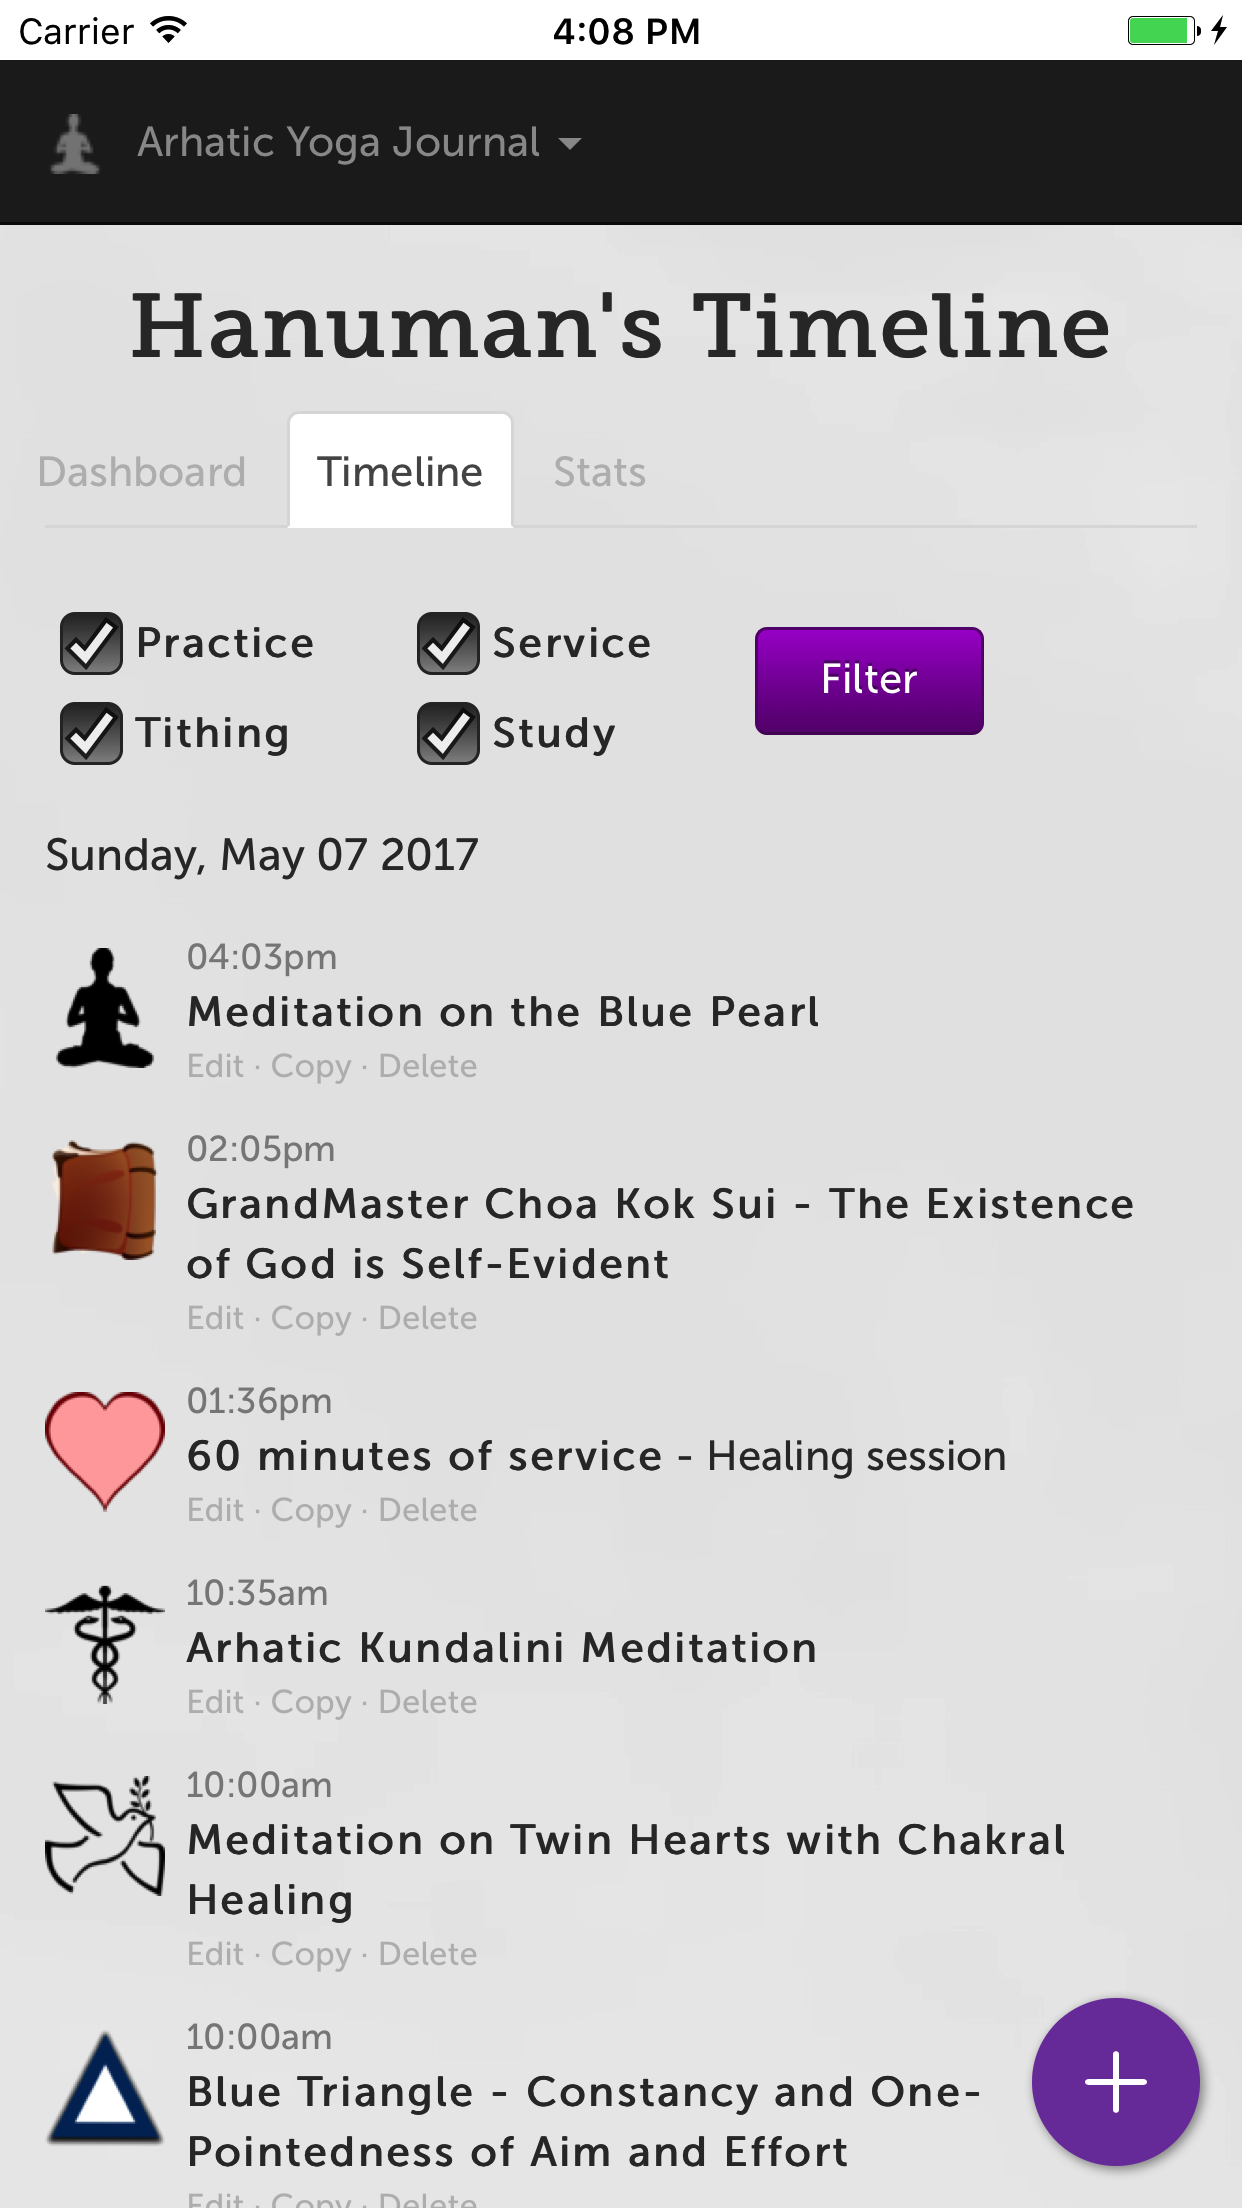 Carrier 4:08 PM
Arhatic Yoga Journal
Hanuman's Timeline
Dashboard Timeline Stats
Practice Service Filter
Tithing Study
Sunday, May 07 2017
04:03pm
Meditation on the Blue Pearl
Edit · Copy · Delete
02:05pm
GrandMaster Choa Kok Sui - The Existence
of God is Self-Evident
Edit · Copy · Delete
01:36pm
60 minutes of service - Healing session
Edit · Copy · Delete
10:35am
Arhatic Kundalini Meditation
Edit · Copy · Delete
10:00am
Meditation on Twin Hearts with Chakral
Healing
Edit · Copy · Delete
10:00am
Blue Triangle - Constancy and One-
Pointedness of Aim and Effort
Edit · Copy · Delete